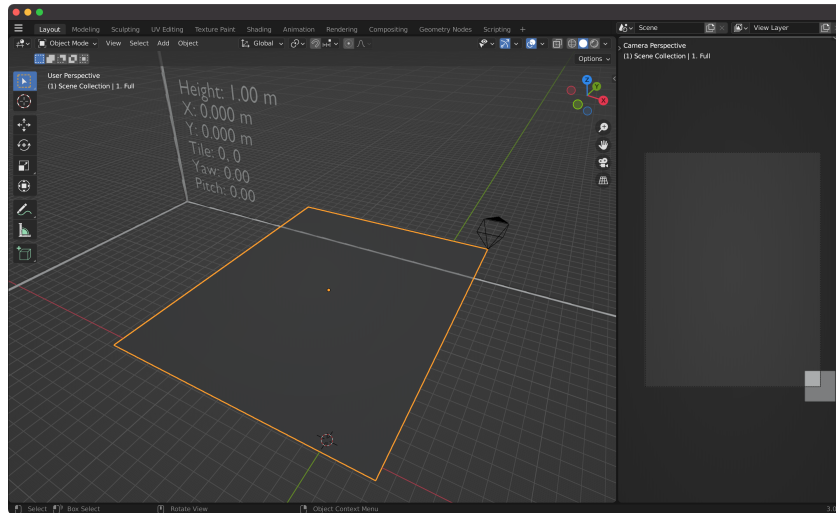 Layout Modeling Sculpting UV Editing Texture Paint Shading Animation Rendering Compositing Geometry Nodes Scripting +
Scene
View Layer
Object Mode View Select Add Object
Global
Options
User Perspective
(1) Scene Collection | 1. Full
Height: 1.00 m
X: 0.000 m
Y: 0.000 m
Tile: 0, 0
Yaw: 0.00
Pitch: 0.00
Z
Y
X
Camera Perspective
(1) Scene Collection | 1. Full
Select Box Select Rotate View Object Context Menu